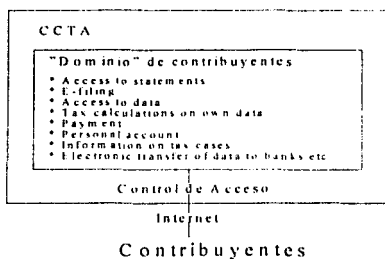 CCTA
"Dominio" de contribuyentes
* Access to statements
* E-filing
* Access to data
* Tax calculations on own data
* Payment
* Personal account
* Information on tax cases
* Electronic transfer of data to banks etc
Control de Acceso
Internet
Contribuyentes